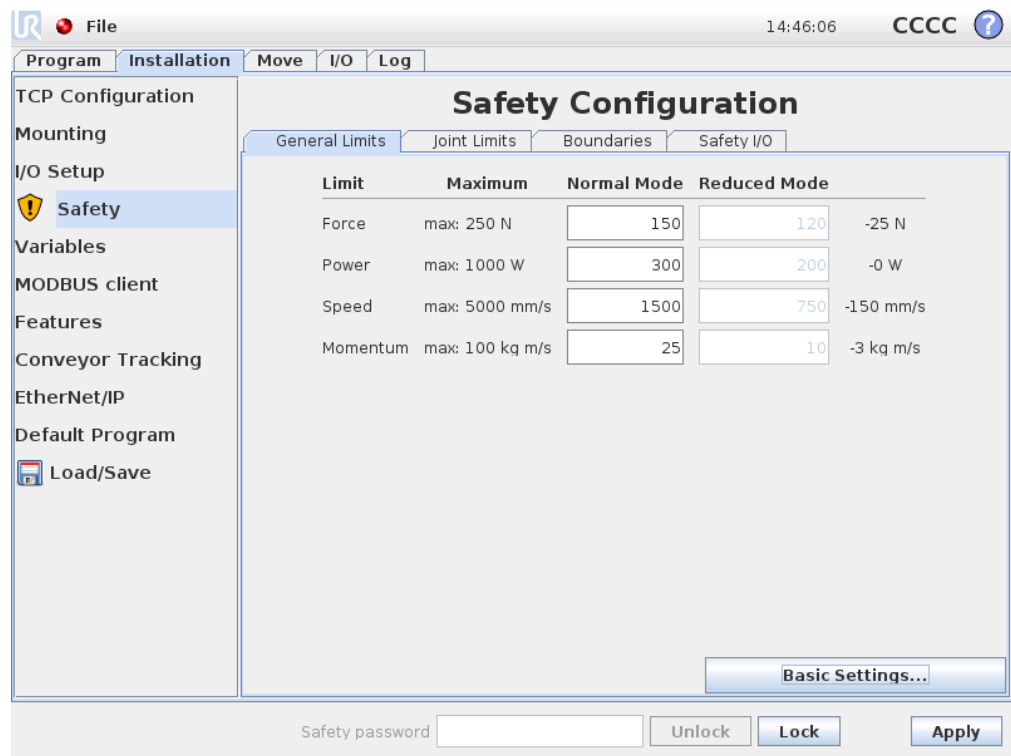 UR File 14:46:06 CCCC ?
Program Installation Move I/O Log
TCP Configuration
Mounting
I/O Setup
Safety
Variables
MODBUS client
Features
Conveyor Tracking
EtherNet/IP
Default Program
Load/Save
Safety Configuration
General Limits Joint Limits Boundaries Safety I/O
Limit Maximum Normal Mode Reduced Mode
Force max: 250 N 150 120 -25 N
Power max: 1000 W 300 200 -0 W
Speed max: 5000 mm/s 1500 750 -150 mm/s
Momentum max: 100 kg m/s 25 10 -3 kg m/s
Basic Settings...
Safety password Unlock Lock Apply